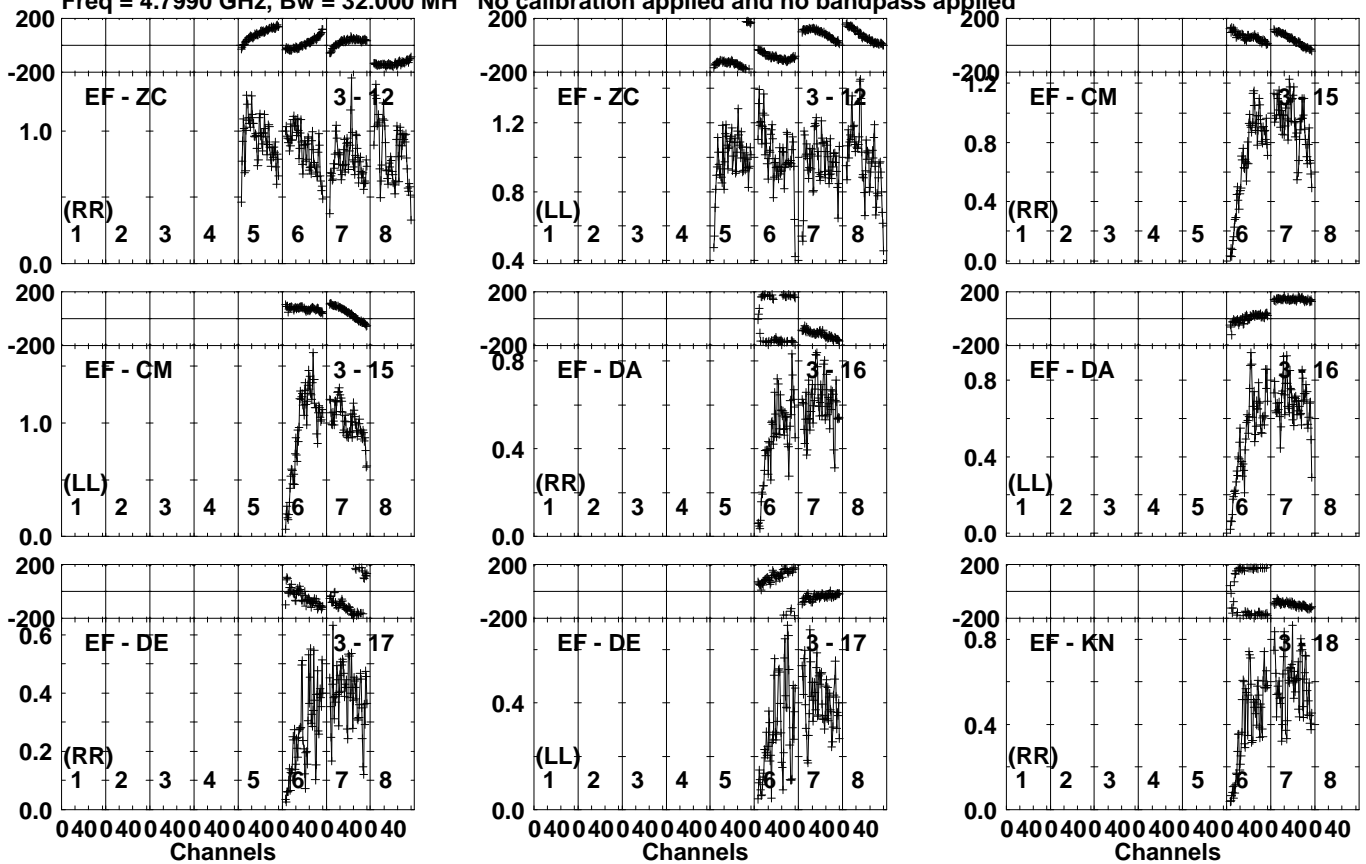 Freq = 4.7990 GHz, Bw = 32.000 MH No calibration applied and no bandpass applied
200 200 200
-200 -200 -200
EF - ZC 3 - 12 EF - ZC 3 - 12 1.2 EF - CM 3 - 15
1.0 1.2 0.8
0.8 0.4
(RR) (LL) (RR)
1 2 3 4 5 6 7 8 1 2 3 4 5 6 7 8 1 2 3 4 5 6 7 8
0.0 0.4 0.0
200 200 200
-200 -200 -200
EF - CM 3 - 15 0.8 EF - DA 3 - 16 EF - DA 3 - 16
1.0 0.4 0.8
0.4
(LL) (RR) (LL)
1 2 3 4 5 6 7 8 1 2 3 4 5 6 7 8 1 2 3 4 5 6 7 8
0.0 0.0 0.0
200 200 200
-200 -200 -200
0.6 EF - DE 3 - 17 EF - DE 3 - 17 0.8 EF - KN 3 - 18
0.4 0.4 0.4
0.2
(RR) (LL) (RR)
1 2 3 4 5 6 7 8 1 2 3 4 5 6 7 8 1 2 3 4 5 6 7 8
0.0 0.0 0.0
0 40 0 40 0 40 0 40 0 40 0 40 0 40 0 40 0 40 0 40 0 40 0 40 0 40 0 40 0 40 0 40 0 40 0 40 0 40 0 40 0 40 0 40 0 40 0 40
Channels Channels Channels